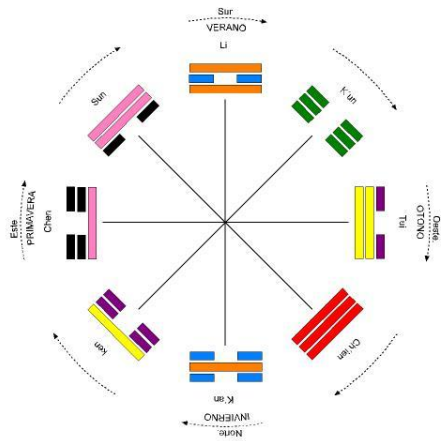 Sur
VERANO
Li
K'un
Oeste
OTOÑO
Tui
Ch'ien
K'an
INVIERNO
Norte
Ken
Este
PRIMAVERA
Chen
Sun